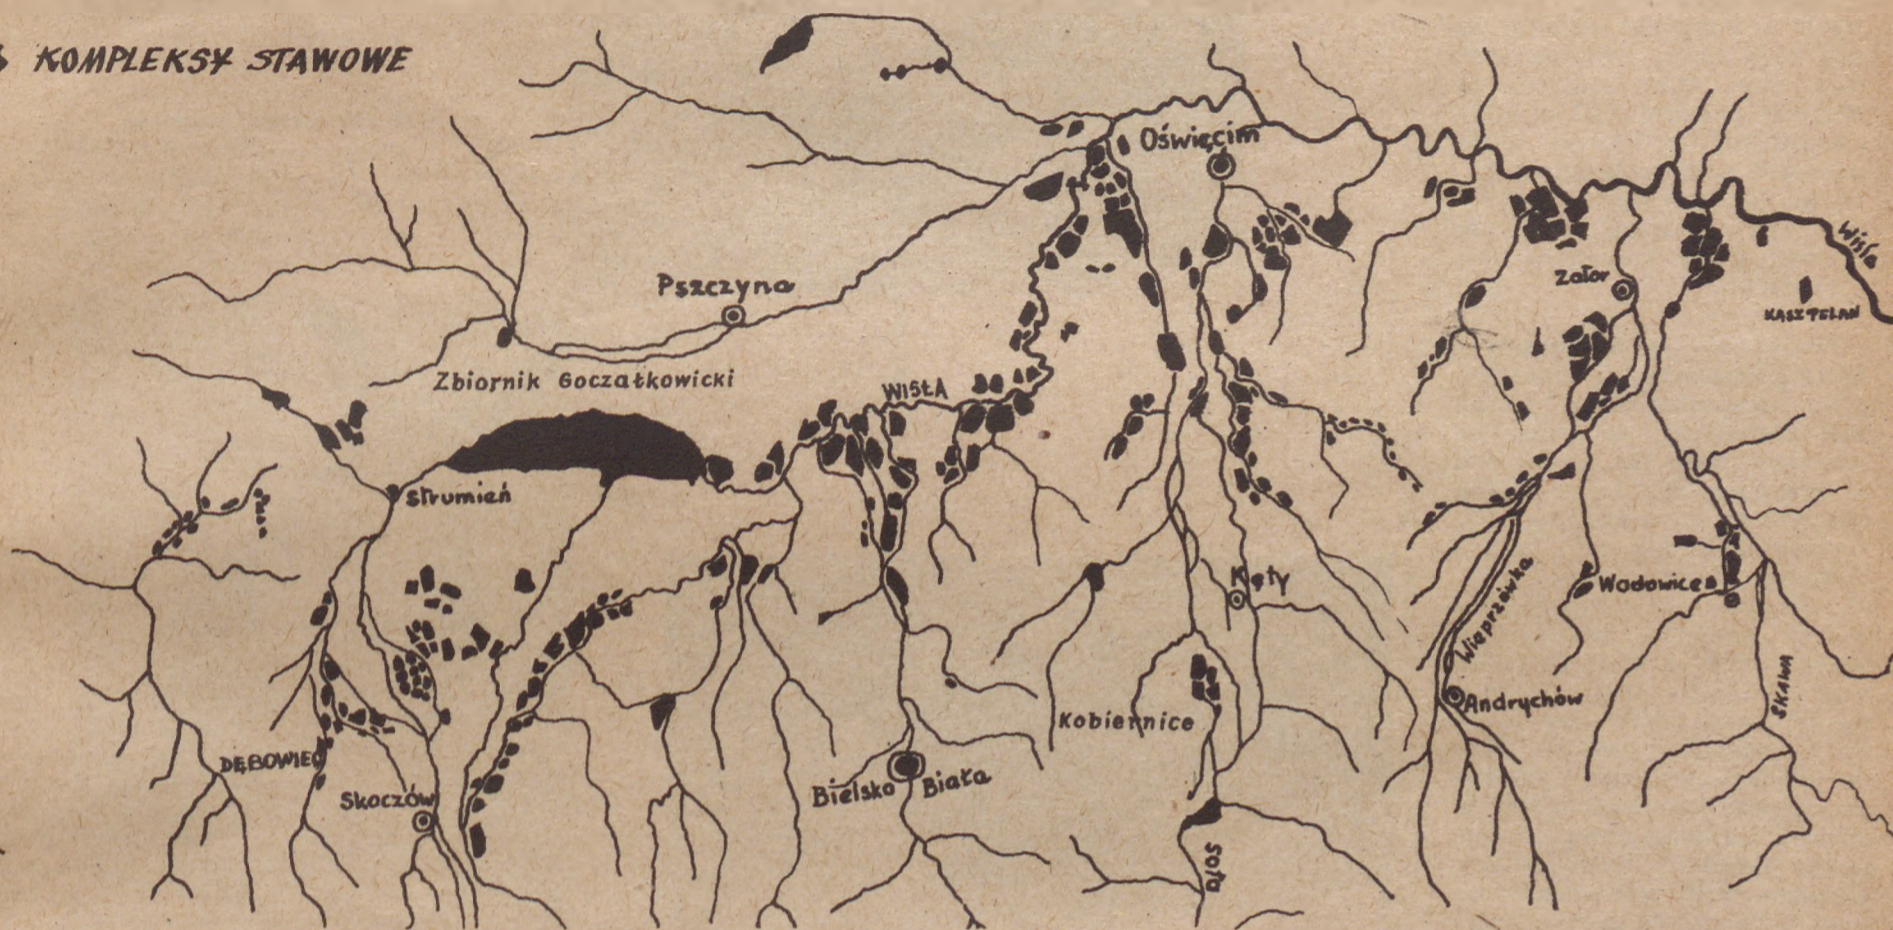 KOMPLEKSY STAWOWE
Oświęcim
Wisła
Zator
KASZTELAN
Pszczyna
Zbiornik Goczałkowicki
WISŁA
Strumień
Kęty
Wadowice
Wieprzówka
Andrychów
SKAWA
Kobiernice
DĘBOWIEC
Skoczów
Bielsko Biała
SOŁA